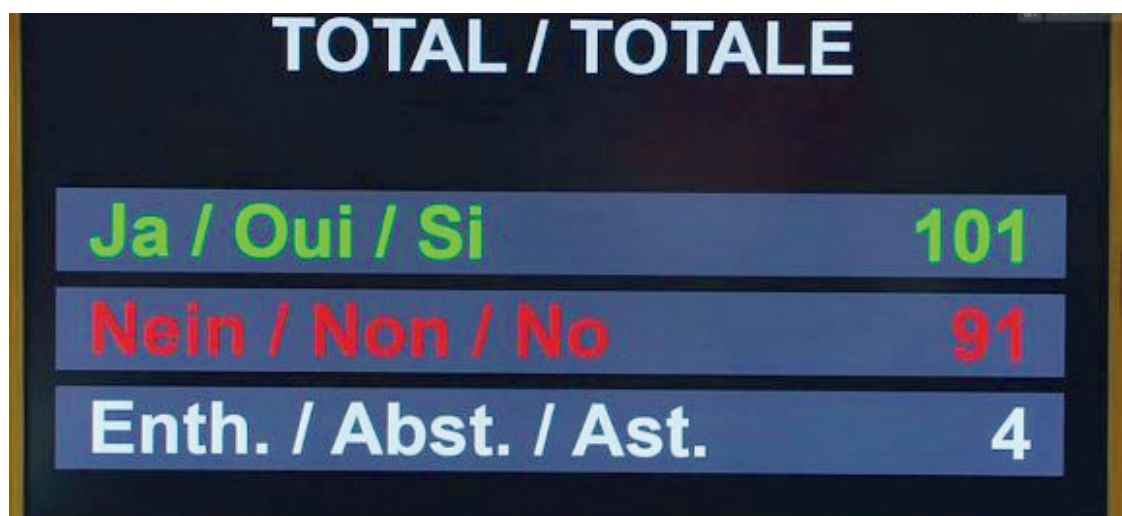 TOTAL / TOTALE
Ja / Oui / Si 101
Nein / Non / No 91
Enth. / Abst. / Ast. 4